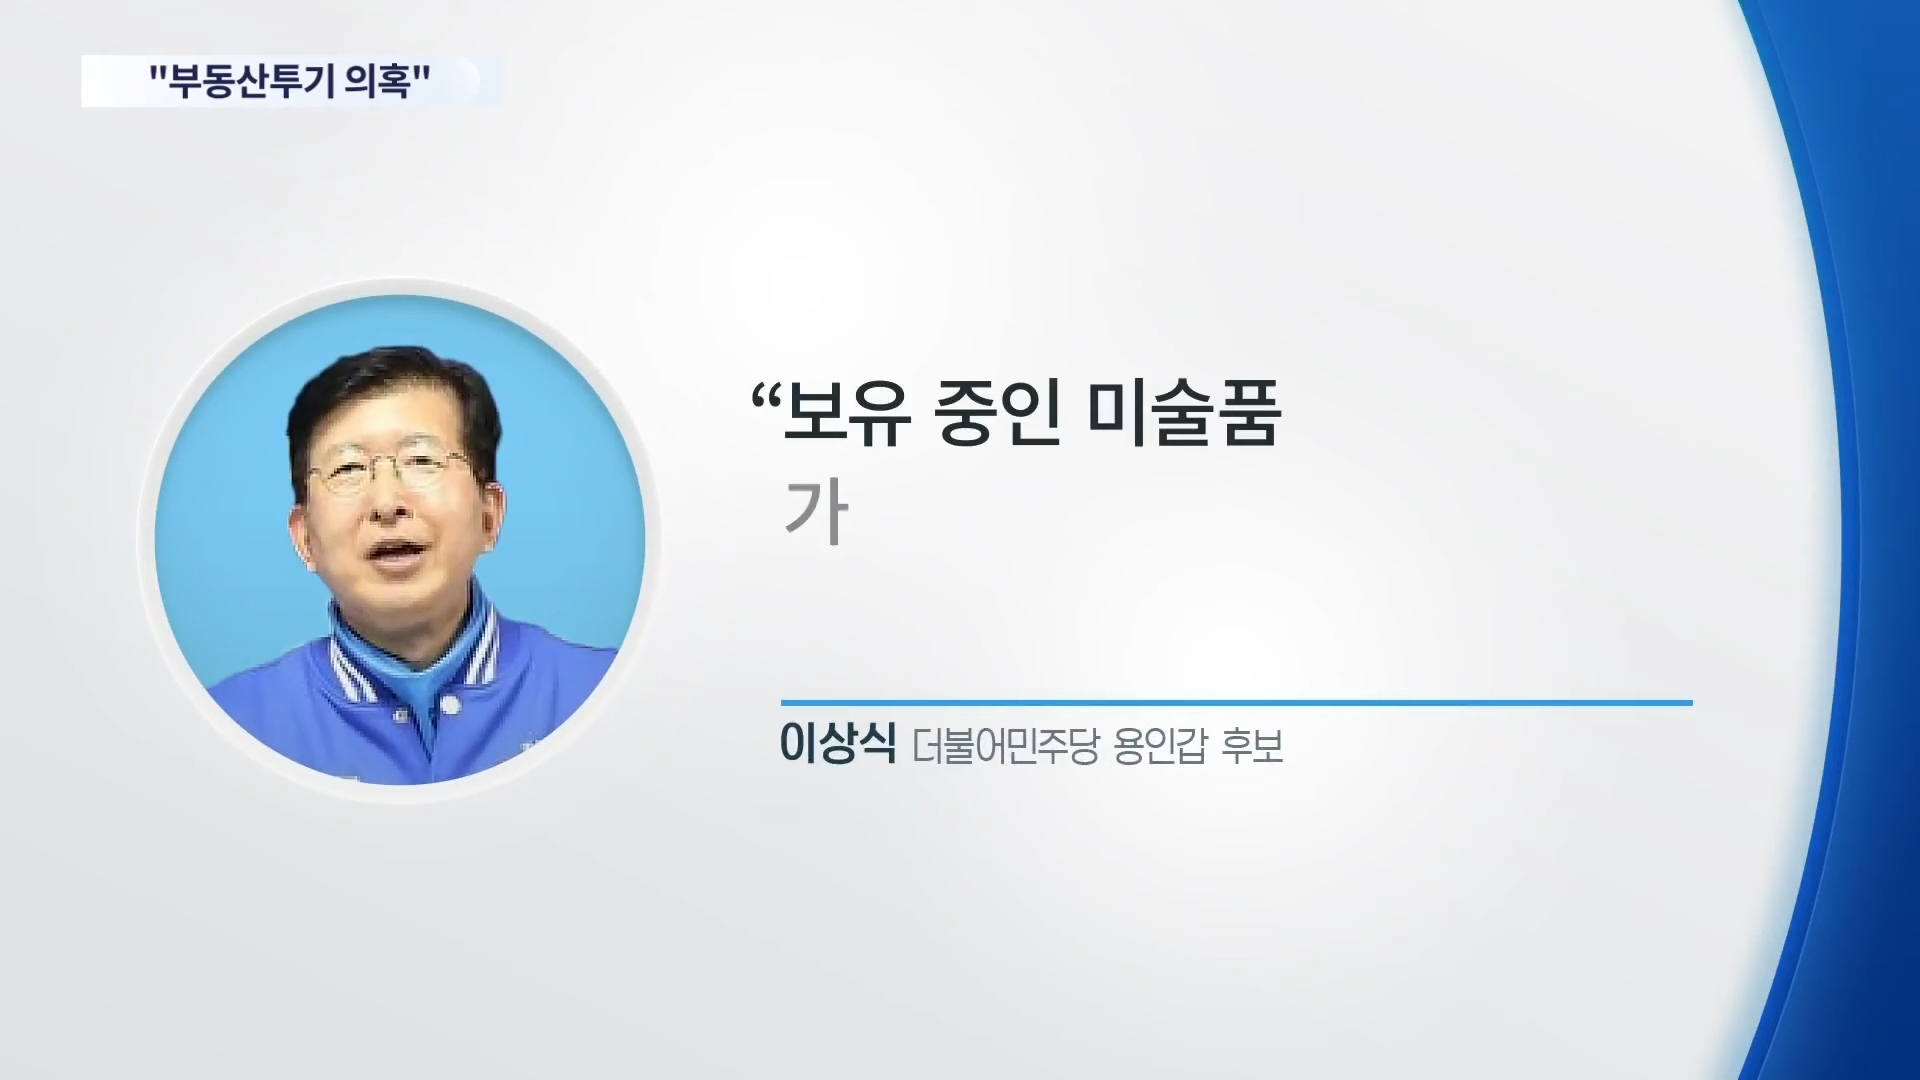 "부동산투기 의혹"
“보유 중인 미술품
가
이상식 더불어민주당 용인갑 후보